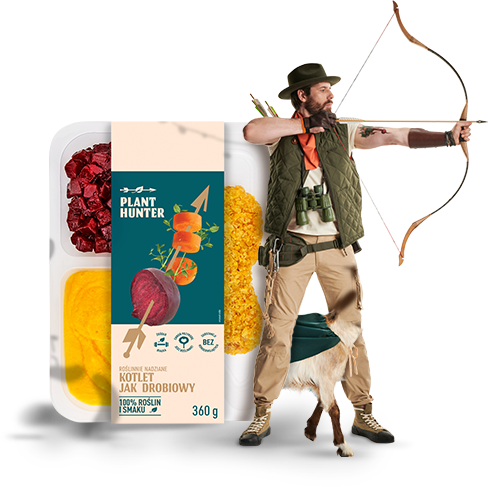 PLANT
HUNTER
ROŚLINNIE NADZIANE
KOTLET
JAK DROBIOWY
BEZ
100% ROŚLIN
I SMAKU
360 g